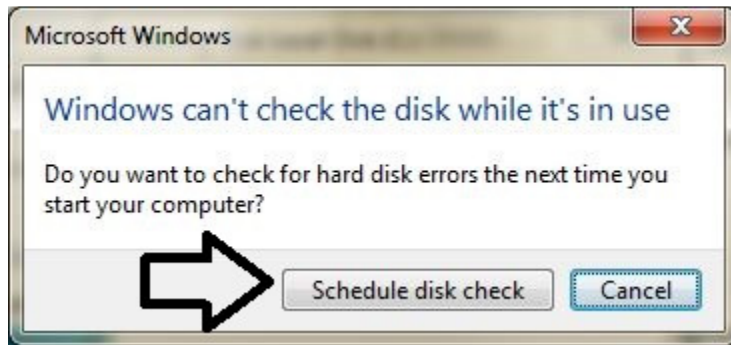 Microsoft Windows
Windows can't check the disk while it's in use
Do you want to check for hard disk errors the next time you
start your computer?
Schedule disk check
Cancel